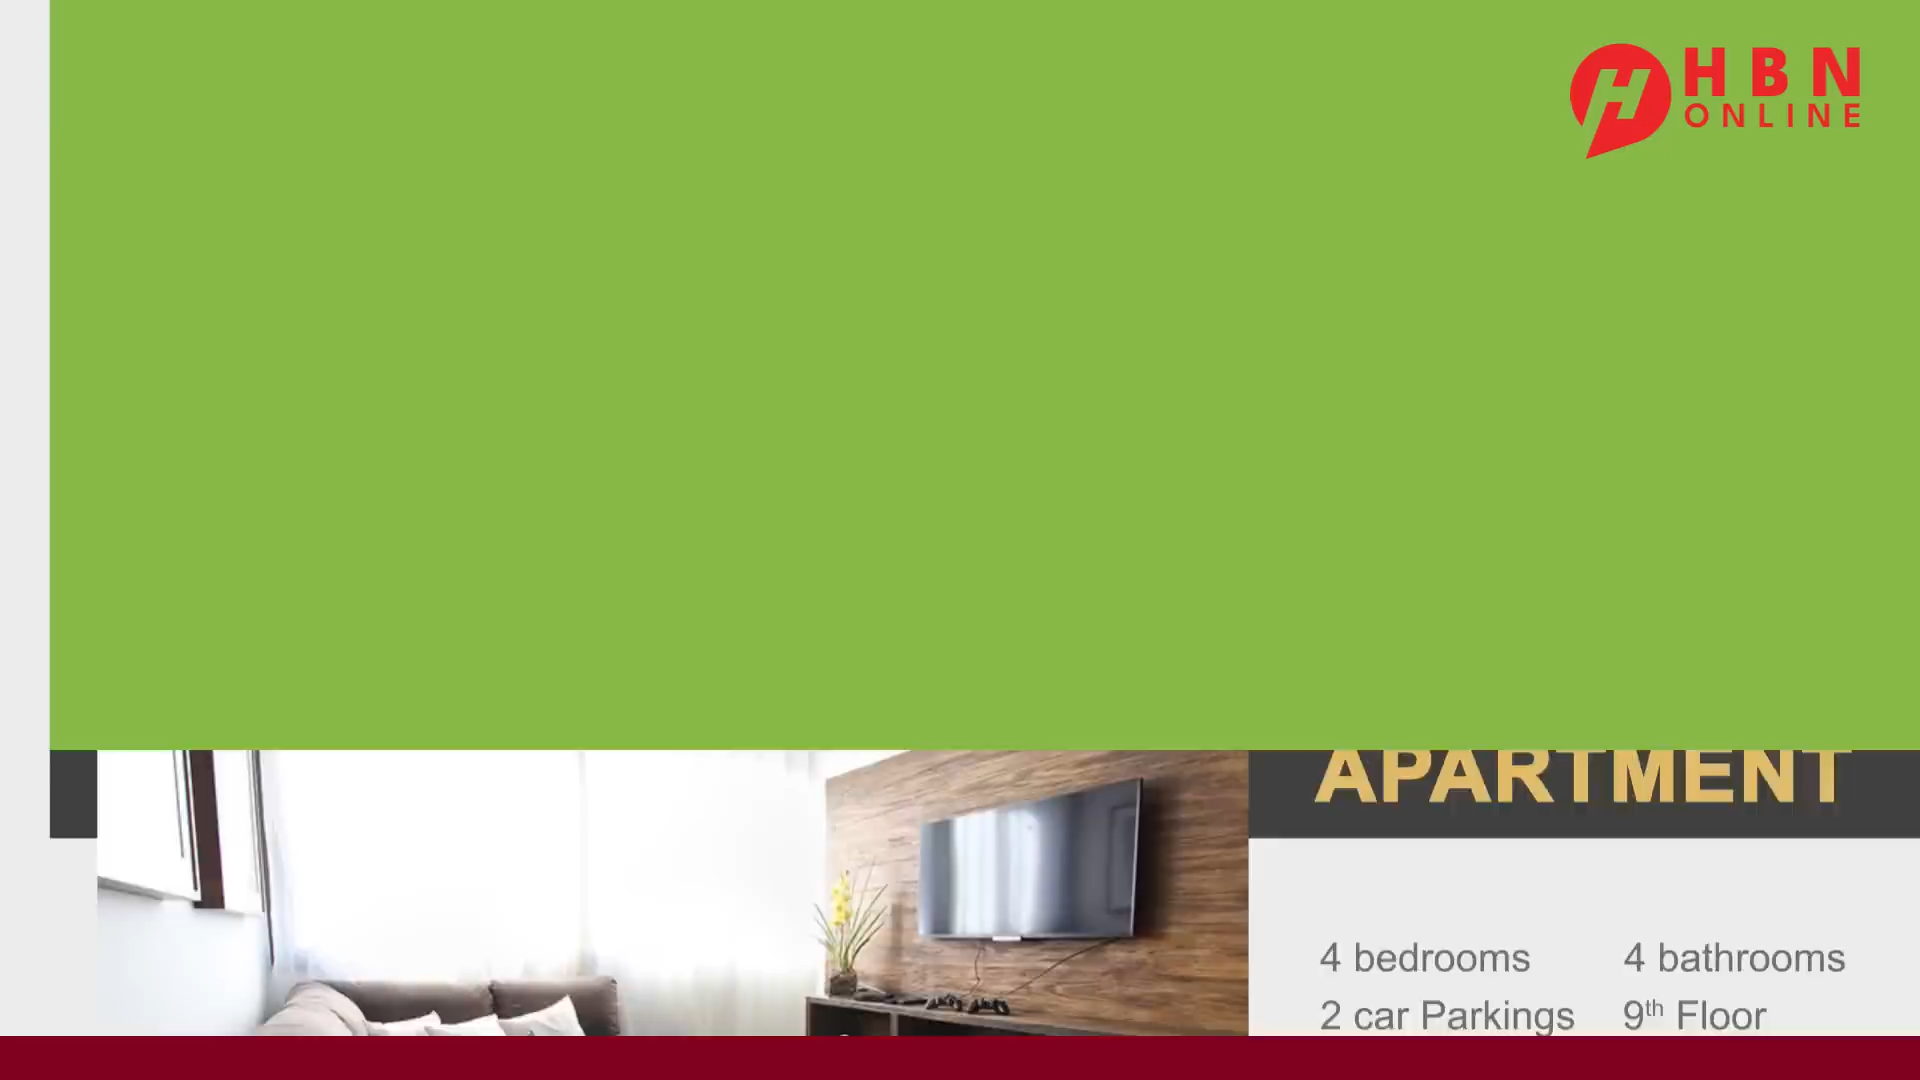 HBN
ONLINE
APARTMENT
4 bedrooms 4 bathrooms
2 car Parkings 9th Floor